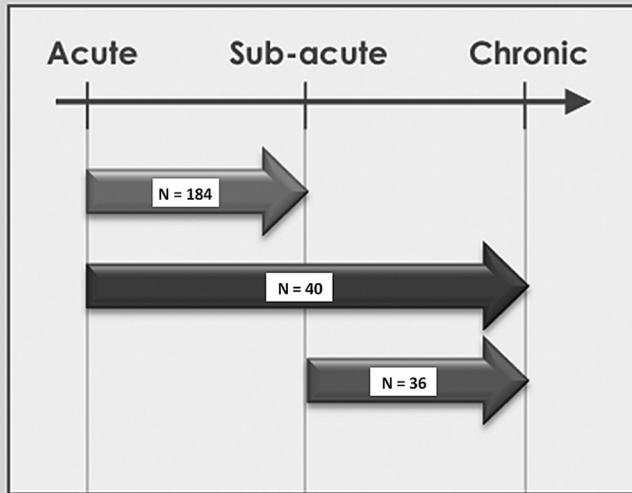 Acute Sub-acute Chronic
N = 184
N = 40
N = 36